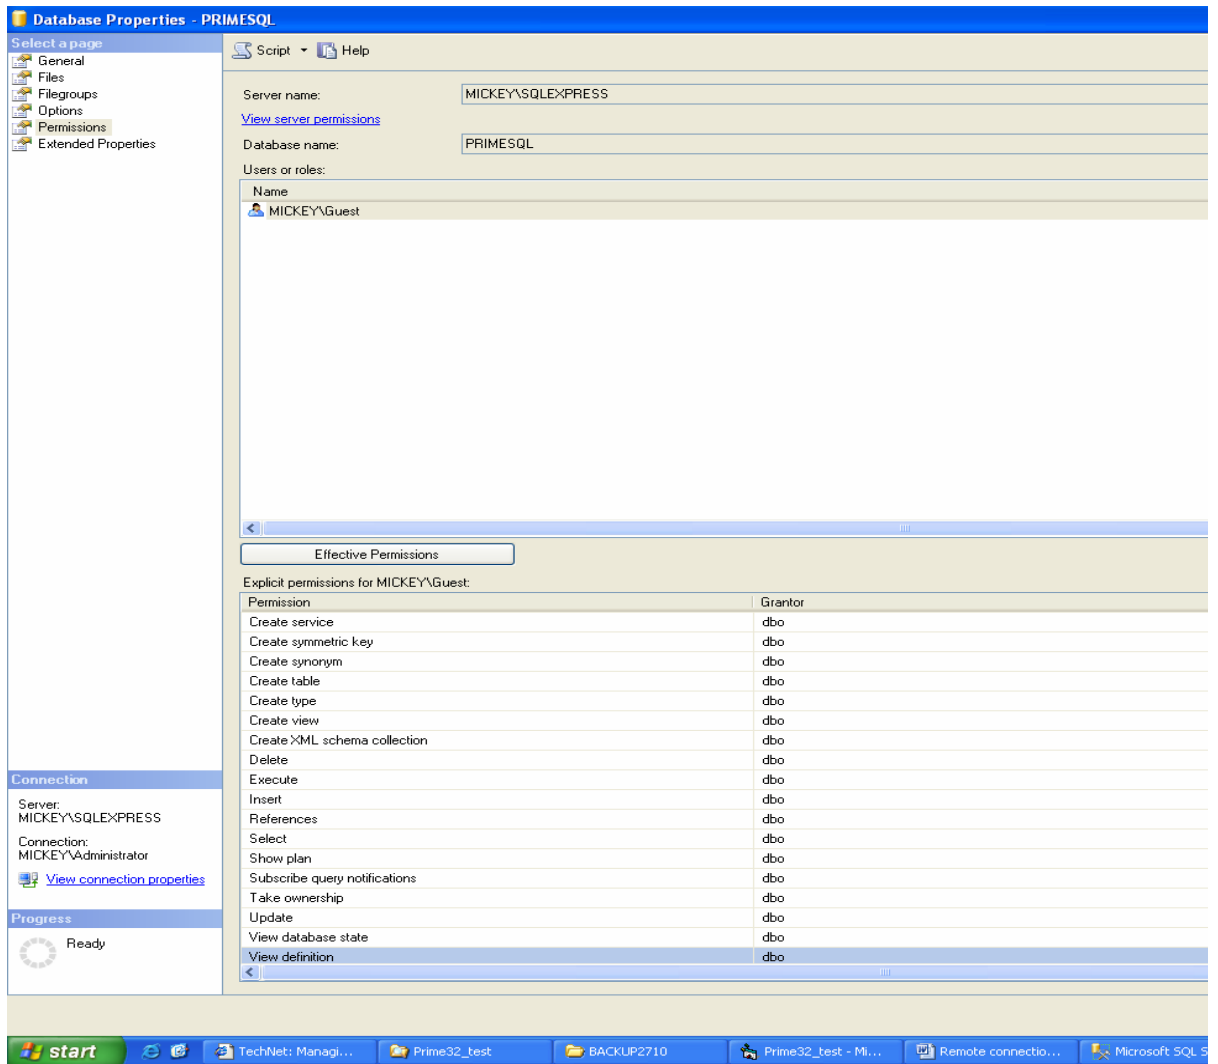 Database Properties - PRIMESQL
Select a page
General
Files
Filegroups
Options
Permissions
Extended Properties
Script Help
Server name: MICKEY\SQLEXPRESS
View server permissions
Database name: PRIMESQL
Users or roles:
Name
MICKEY\Guest
Effective Permissions
Explicit permissions for MICKEY\Guest:
Permission Grantor
Create service dbo
Create symmetric key dbo
Create synonym dbo
Create table dbo
Create type dbo
Create view dbo
Create XML schema collection dbo
Delete dbo
Execute dbo
Insert dbo
References dbo
Select dbo
Show plan dbo
Subscribe query notifications dbo
Take ownership dbo
Update dbo
View database state dbo
View definition dbo
Connection
Server:
MICKEY\SQLEXPRESS
Connection:
MICKEY\Administrator
View connection properties
Progress
Ready
start TechNet: Managi... Prime32_test BACKUP2710 Prime32_test - Mi... Remote connectio... Microsoft SQL S